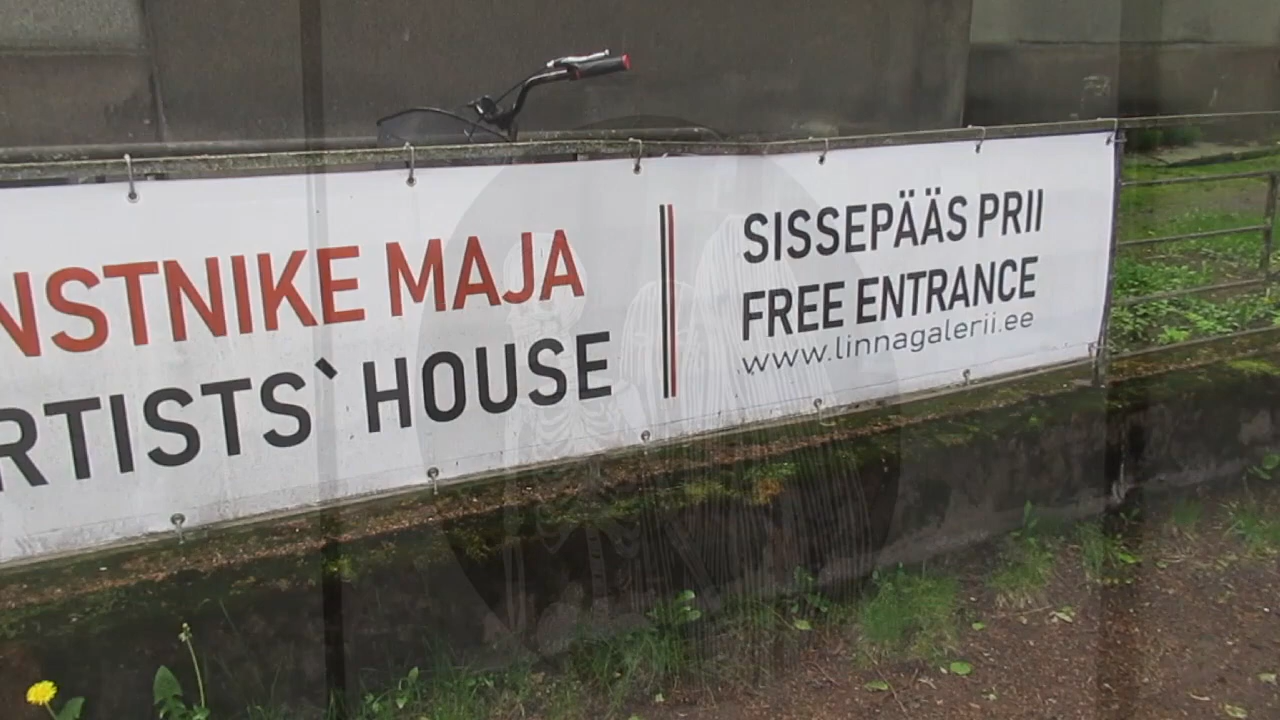 NSTNIKE MAJA
RTISTS` HOUSE
SISSEPÄÄS PRII
FREE ENTRANCE
www.linnagalerii.ee